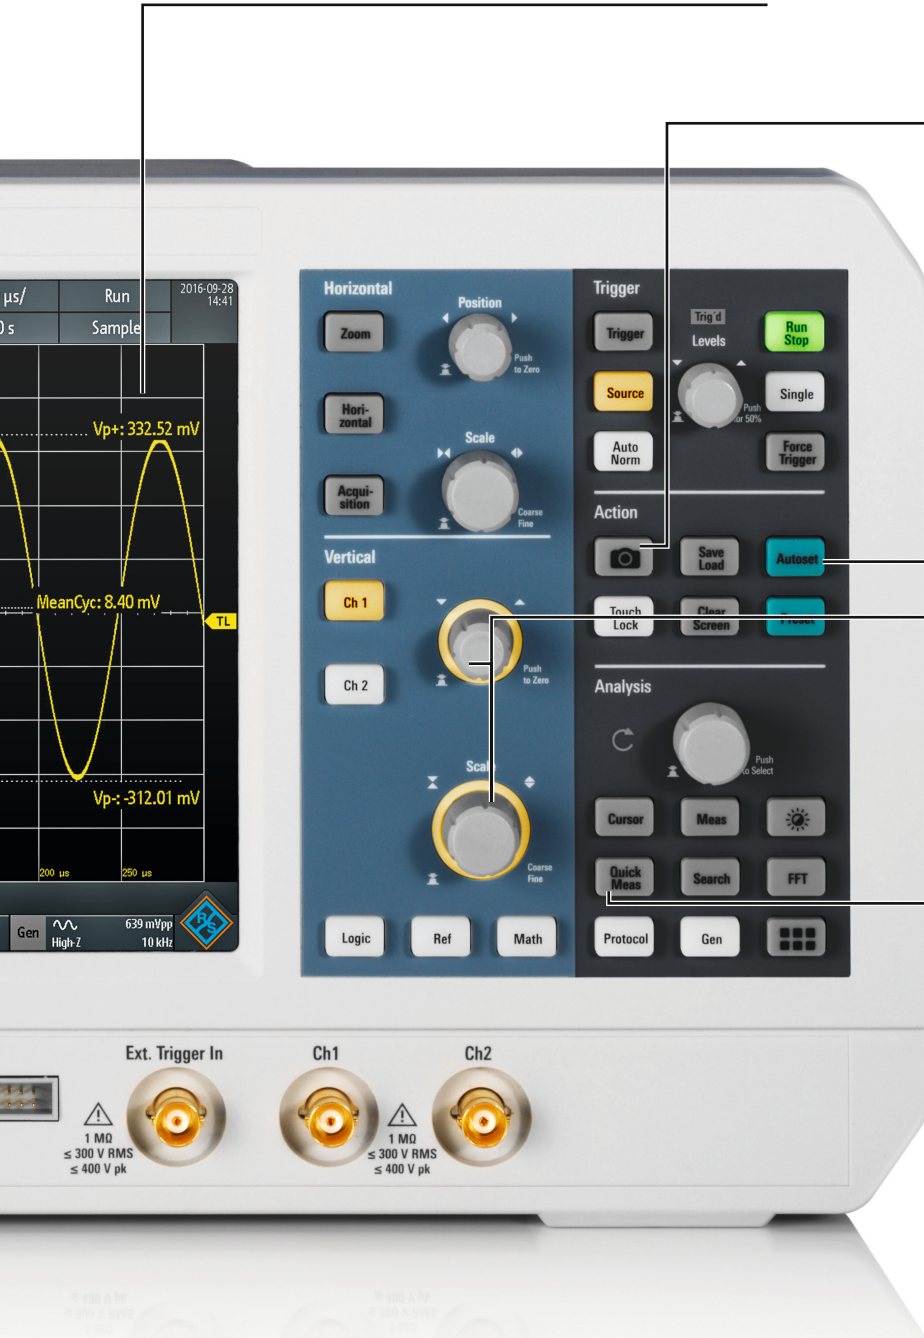 µs/
Run
2016-09-28
14:41
0 s
Sample
Vp+: 332.52 mV
MeanCyc: 8.40 mV
TL
Vp-: -312.01 mV
200 µs
250 µs
Gen
High-Z
639 mVpp
10 kHz
R
S
Horizontal
Position
Zoom
Push
to Zero
Hori-
zontal
Scale
Acqui-
sition
Coarse
Fine
Vertical
Ch 1
Ch 2
Push
to Zero
Scale
Coarse
Fine
Logic
Ref
Math
Trigger
Trig'd
Trigger
Levels
Run
Stop
Source
Single
Push
for 50%
Auto
Norm
Force
Trigger
Action
Save
Load
Autoset
Touch
Lock
Clear
Screen
Preset
Analysis
Push
to Select
Cursor
Meas
Quick
Meas
Search
FFT
Protocol
Gen
Ext. Trigger In
Ch1
Ch2
1 MΩ
≤ 300 V RMS
≤ 400 V pk
1 MΩ
≤ 300 V RMS
≤ 400 V pk